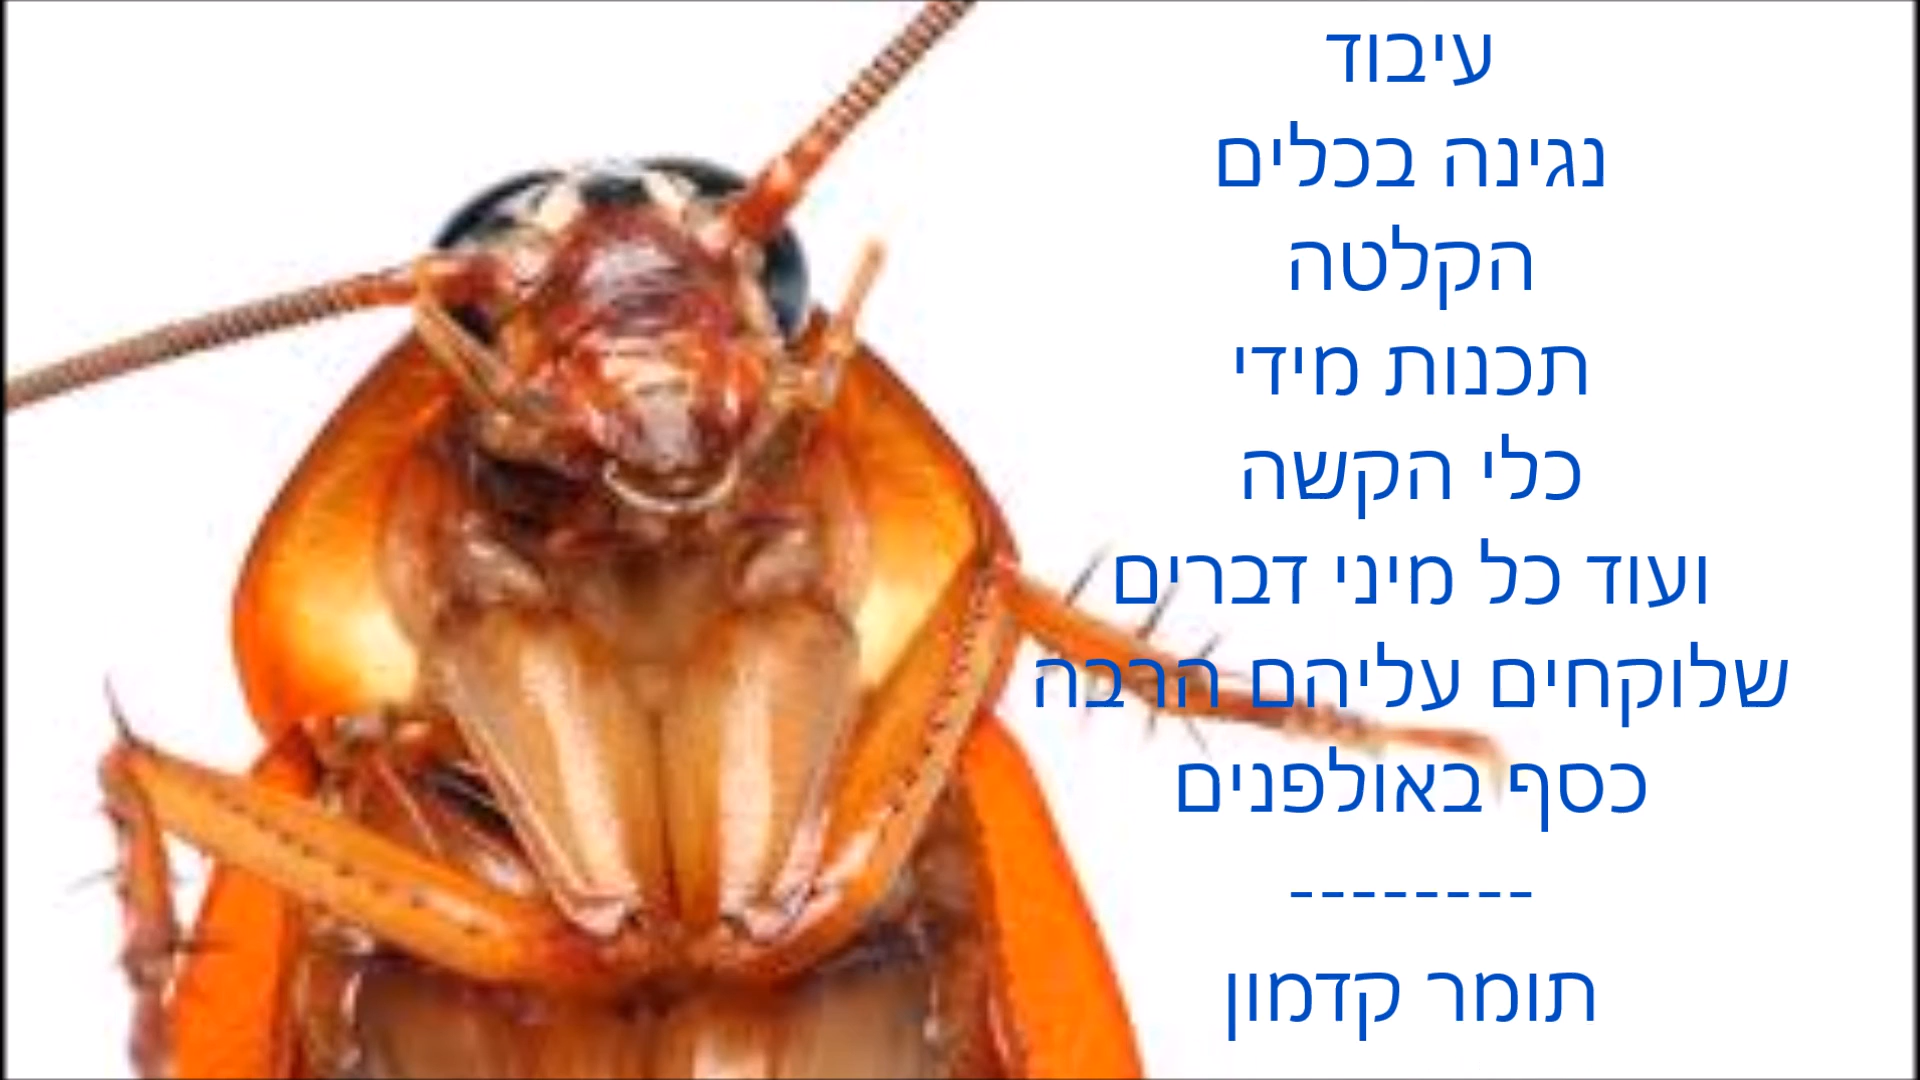 עיבוד
נגינה בכלים
הקלטה
תכנות מידי
כלי הקשה
ועוד כל מיני דברים
שלוקחים עליהם הרבה
כסף באולפנים
--------
תומר קדמון